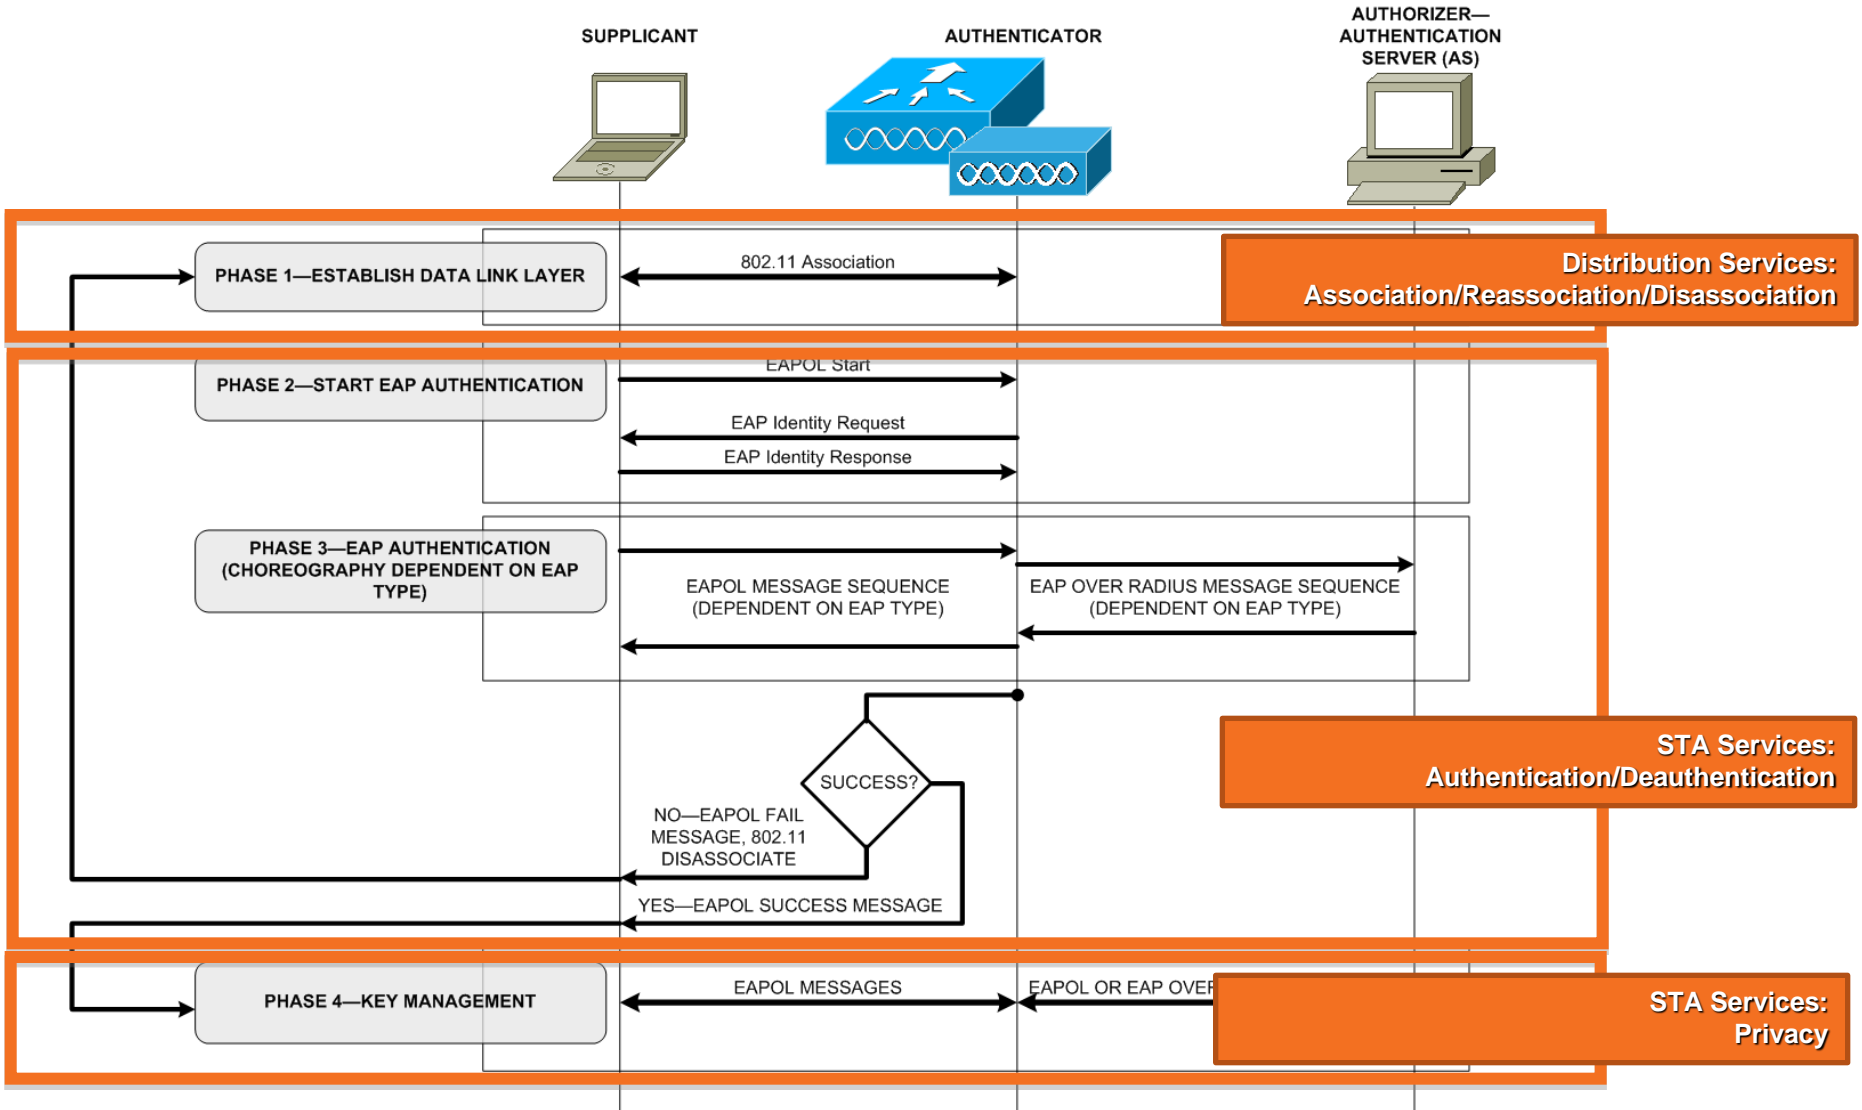 SUPPLICANT
AUTHENTICATOR
AUTHORIZER—
AUTHENTICATION
SERVER (AS)
PHASE 1—ESTABLISH DATA LINK LAYER
802.11 Association
Distribution Services:
Association/Reassociation/Disassociation
PHASE 2—START EAP AUTHENTICATION
EAPOL Start
EAP Identity Request
EAP Identity Response
PHASE 3—EAP AUTHENTICATION
(CHOREOGRAPHY DEPENDENT ON EAP
TYPE)
EAPOL MESSAGE SEQUENCE
(DEPENDENT ON EAP TYPE)
EAP OVER RADIUS MESSAGE SEQUENCE
(DEPENDENT ON EAP TYPE)
SUCCESS?
STA Services:
Authentication/Deauthentication
NO—EAPOL FAIL
MESSAGE, 802.11
DISASSOCIATE
YES—EAPOL SUCCESS MESSAGE
PHASE 4—KEY MANAGEMENT
EAPOL MESSAGES
EAPOL OR EAP OVER
STA Services:
Privacy